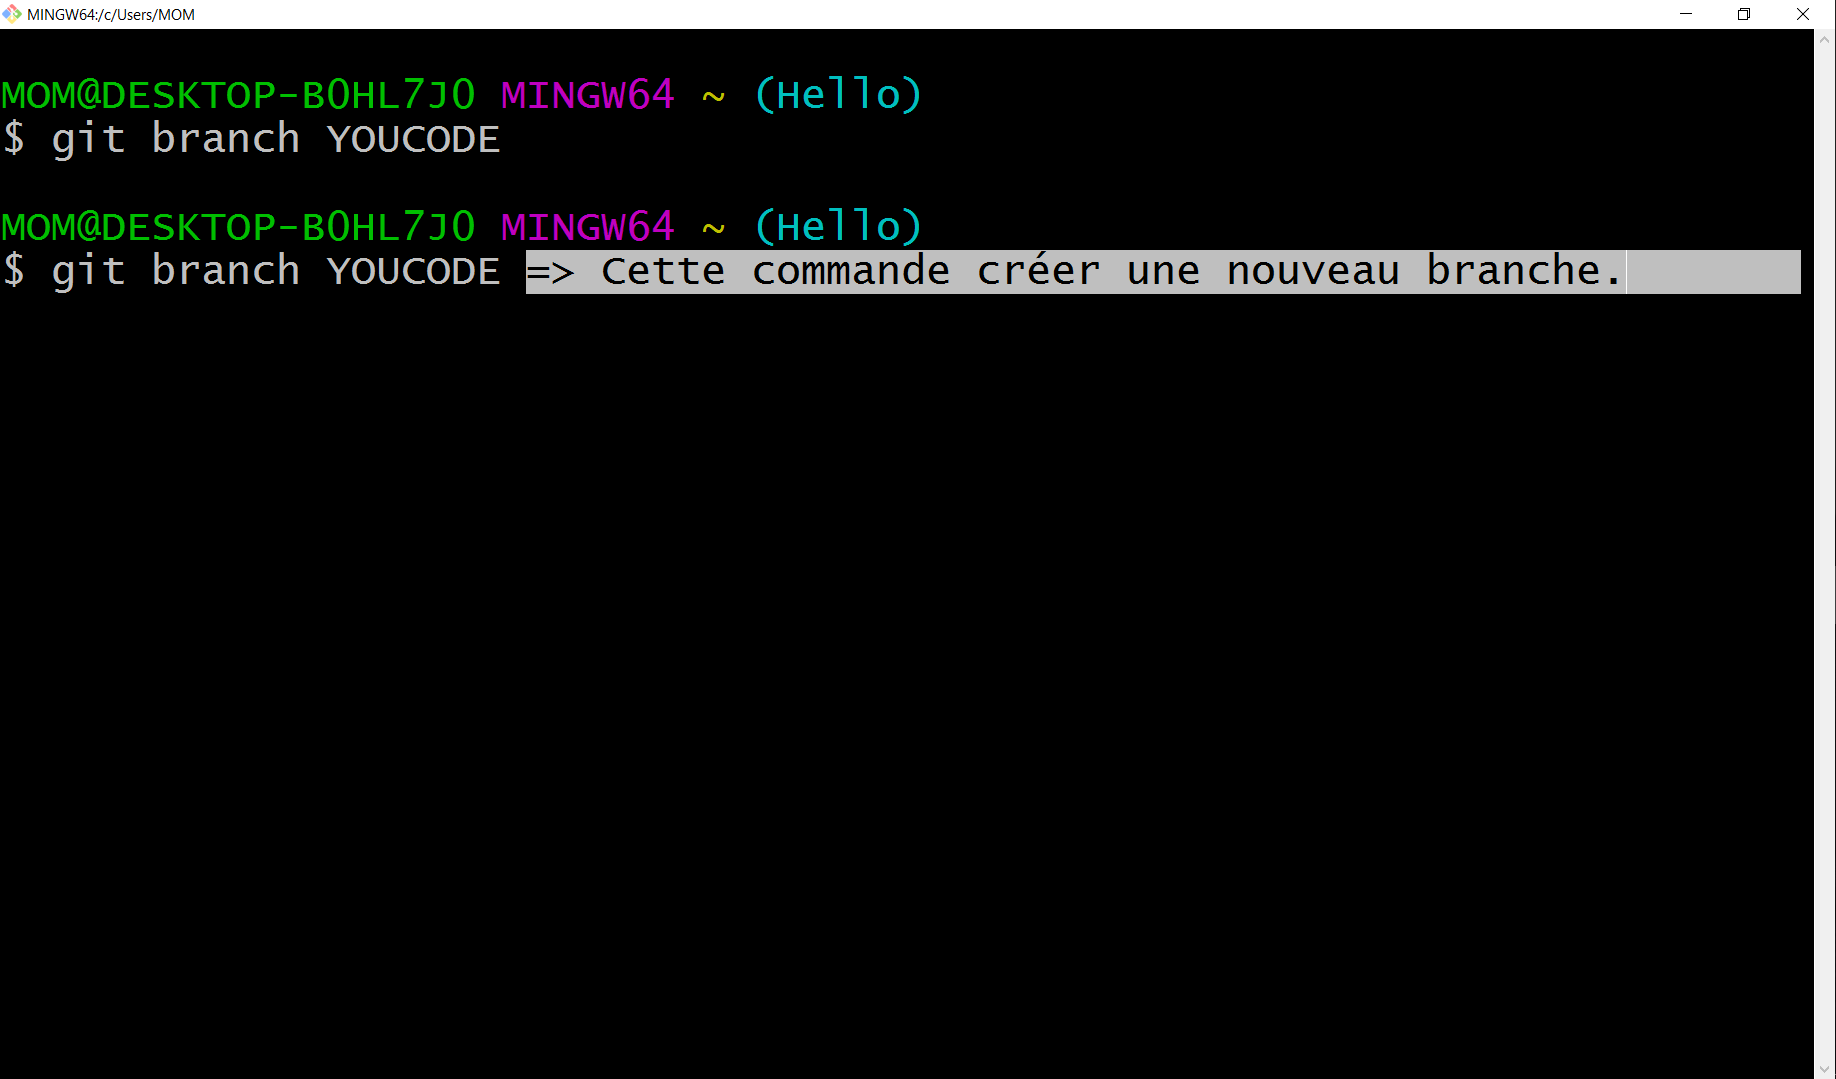 MINGW64:/c/Users/MOM
MOM@DESKTOP-B0HL7J0 MINGW64 ~ (Hello)
$ git branch YOUCODE
MOM@DESKTOP-B0HL7J0 MINGW64 ~ (Hello)
$ git branch YOUCODE => Cette commande créer une nouveau branche.